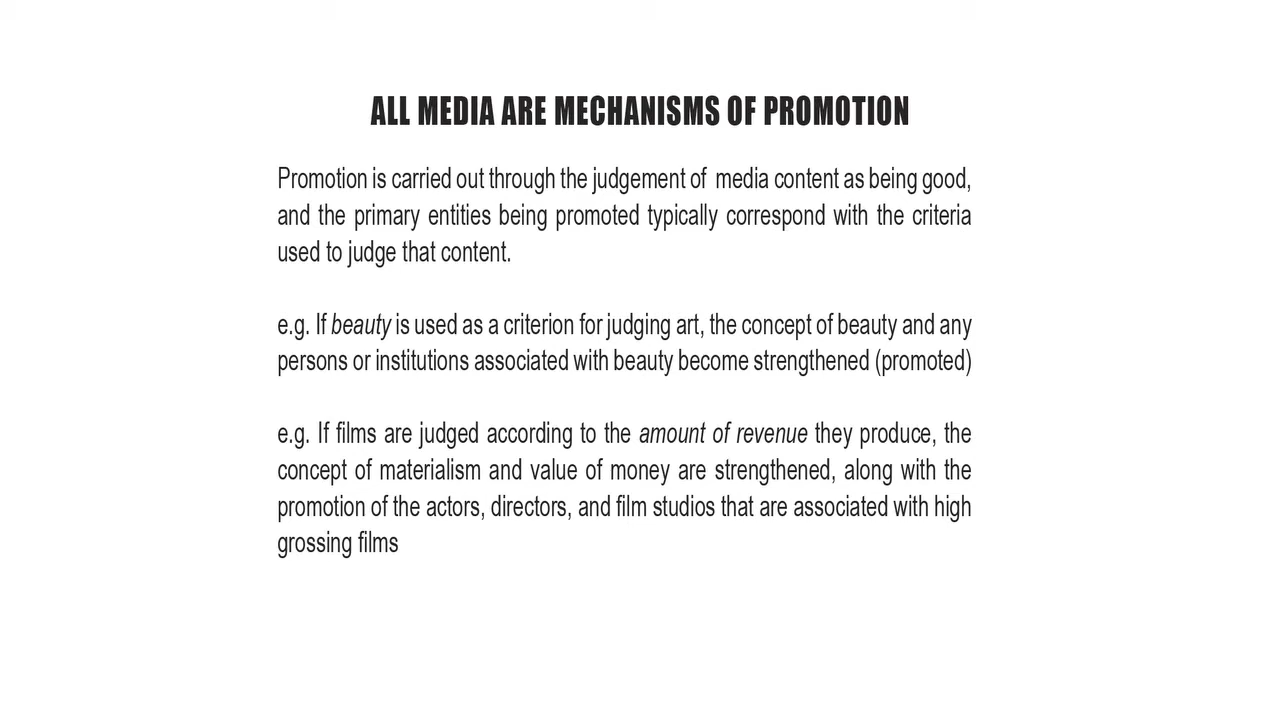 ALL MEDIA ARE MECHANISMS OF PROMOTION
Promotion is carried out through the judgement of media content as being good,
and the primary entities being promoted typically correspond with the criteria
used to judge that content.
e.g. If beauty is used as a criterion for judging art, the concept of beauty and any
persons or institutions associated with beauty become strengthened (promoted)
e.g. If films are judged according to the amount of revenue they produce, the
concept of materialism and value of money are strengthened, along with the
promotion of the actors, directors, and film studios that are associated with high
grossing films